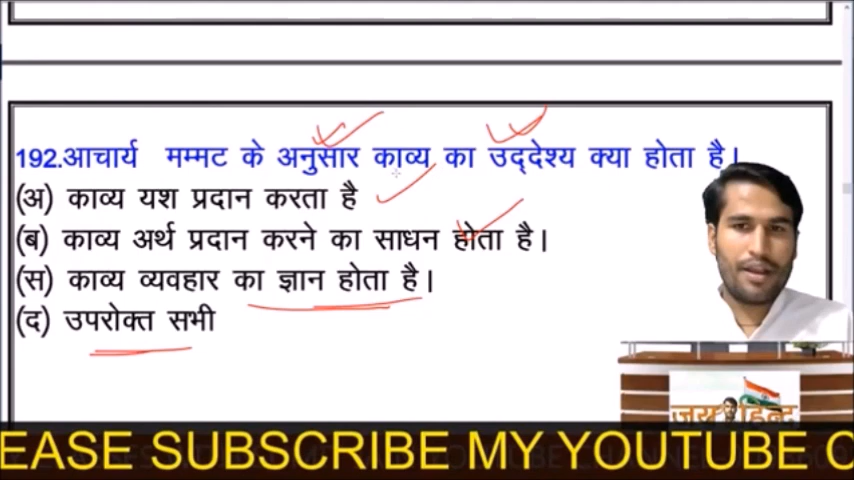 192.आचार्य मम्मट के अनुसार काव्य का उद्देश्य क्या होता है।
(अ) काव्य यश प्रदान करता है
(ब) काव्य अर्थ प्रदान करने का साधन होता है।
(स) काव्य व्यवहार का ज्ञान होता है।
(द) उपरोक्त सभी
जय हिन्द
EASE SUBSCRIBE MY YOUTUBE C